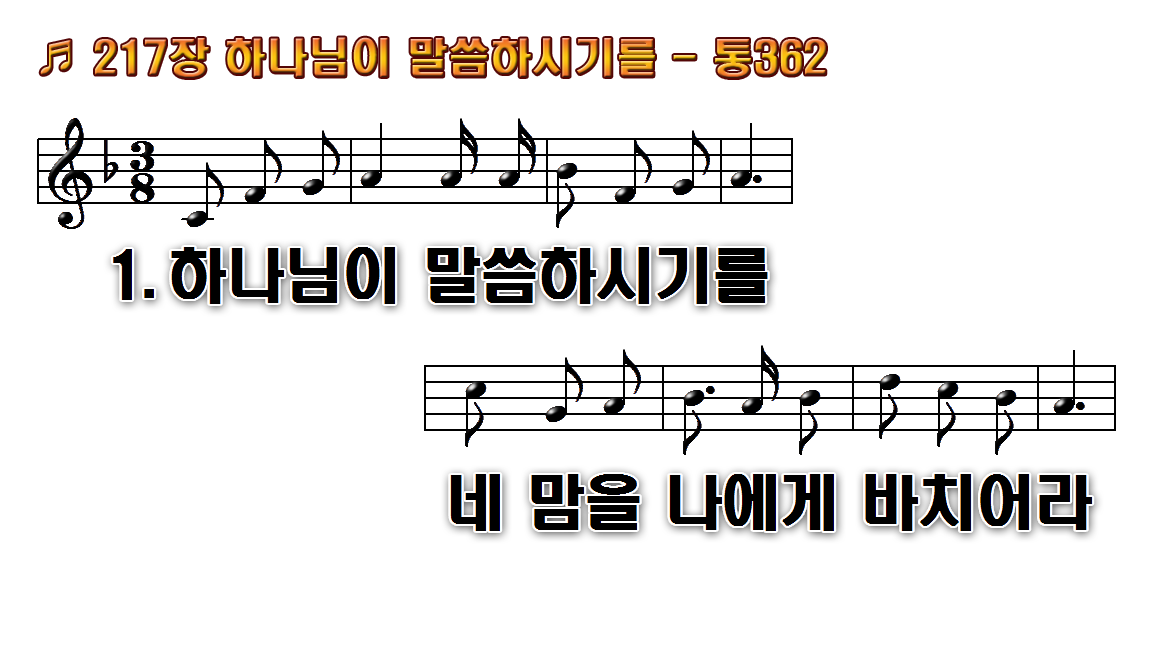 ♬ 217장 하나님이 말씀하시기를 - 통362
3
8
1. 하나님이 말씀하시기를
네 맘을 나에게 바치어라